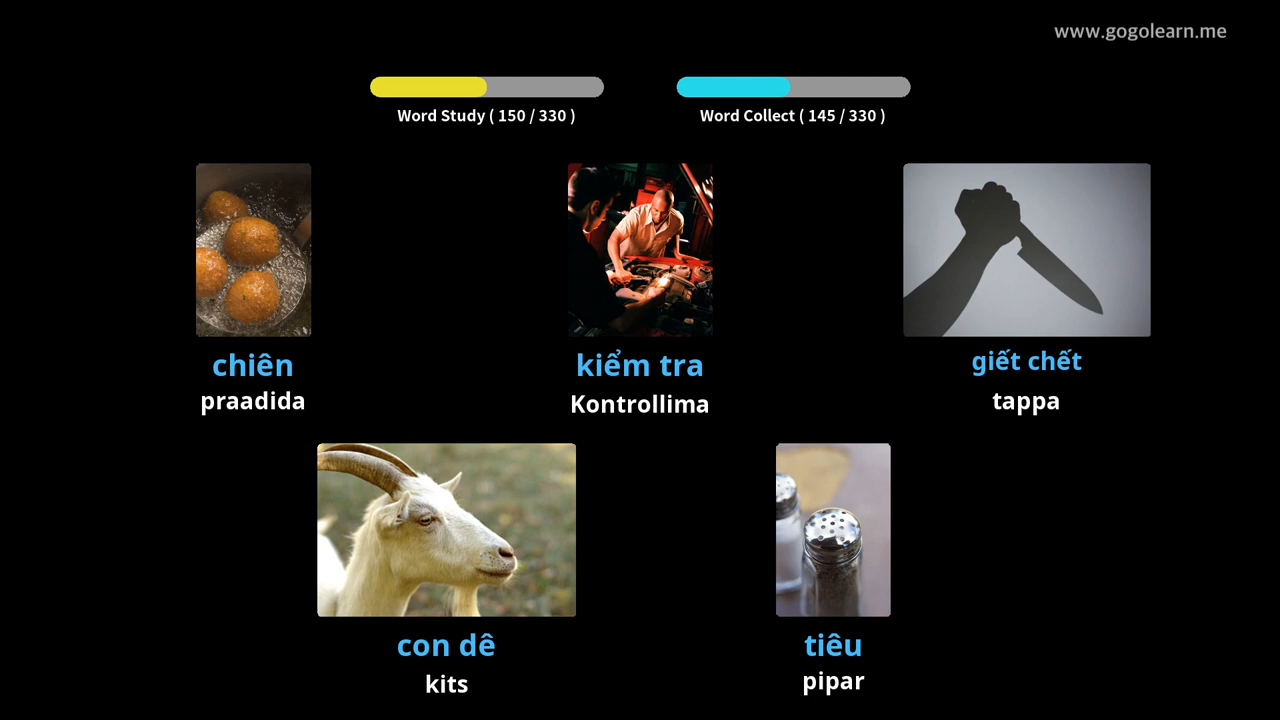 www.gogolearn.me
Word Study ( 150 / 330 )
Word Collect ( 145 / 330 )
chiên
praadida
kiểm tra
Kontrollima
giết chết
tappa
con dê
kits
tiêu
pipar